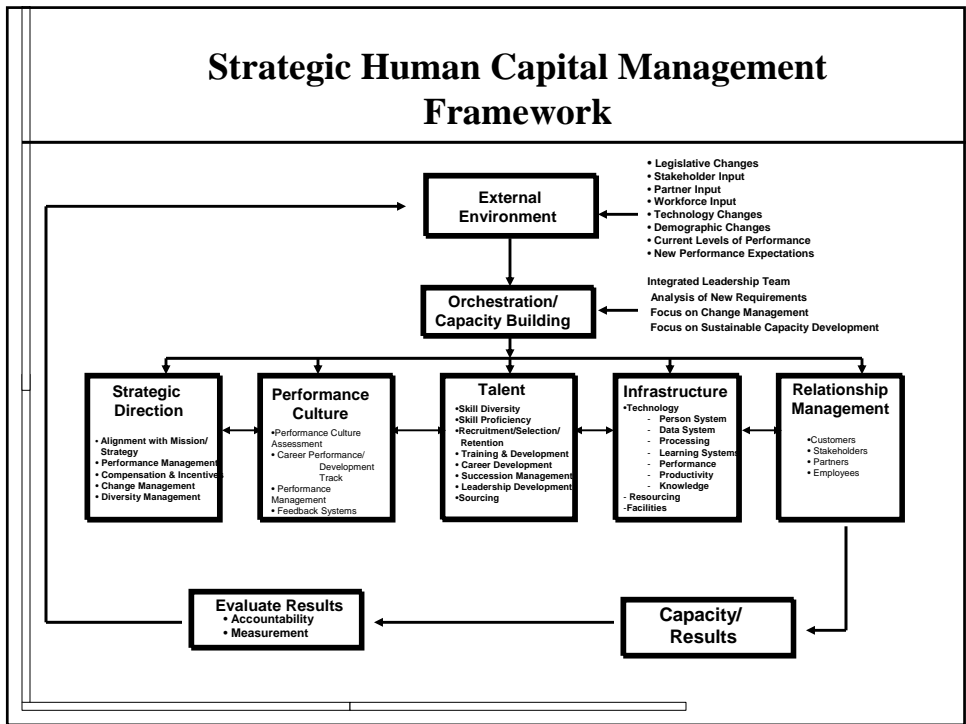 Strategic Human Capital Management
Framework
External
Environment
• Legislative Changes
• Stakeholder Input
• Partner Input
• Workforce Input
• Technology Changes
• Demographic Changes
• Current Levels of Performance
• New Performance Expectations
Orchestration/
Capacity Building
Integrated Leadership Team
Analysis of New Requirements
Focus on Change Management
Focus on Sustainable Capacity Development
Strategic
Direction
• Alignment with Mission/
Strategy
• Performance Management
• Compensation & Incentives
• Change Management
• Diversity Management
Performance
Culture
•Performance Culture
Assessment
• Career Performance/
Development
Track
• Performance
Management
• Feedback Systems
Talent
•Skill Diversity
•Skill Proficiency
•Recruitment/Selection/
Retention
• Training & Development
• Career Development
• Succession Management
• Leadership Development
•Sourcing
Infrastructure
•Technology
- Person System
- Data System
- Processing
- Learning Systems
- Performance
- Productivity
- Knowledge
- Resourcing
-Facilities
Relationship
Management
•Customers
• Stakeholders
• Partners
• Employees
Evaluate Results
• Accountability
• Measurement
Capacity/
Results